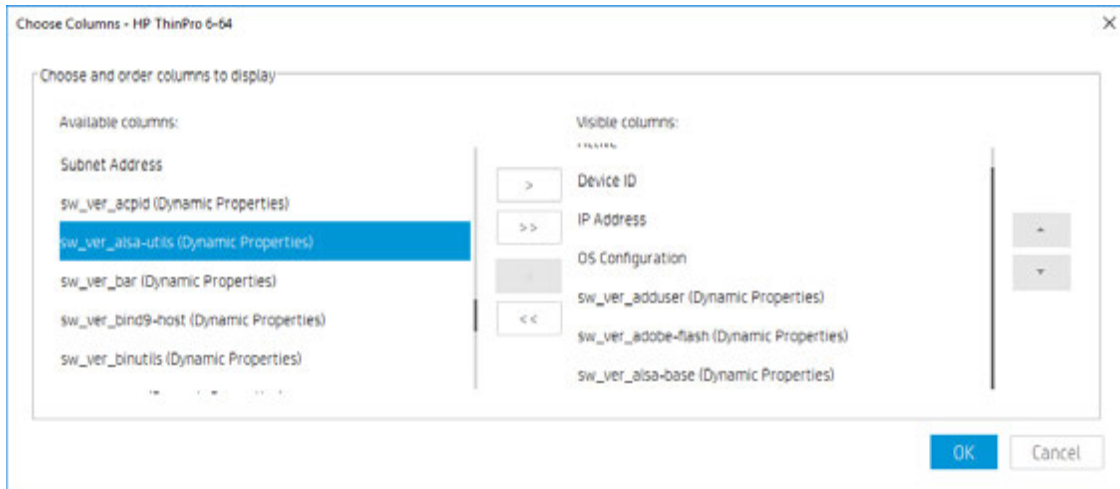 Choose Columns - HP ThinPro 6-64
Choose and order columns to display
Available columns:
Subnet Address
sw_ver_acpid (Dynamic Properties)
sw_ver_alsa-utils (Dynamic Properties)
sw_ver_bar (Dynamic Properties)
sw_ver_bind9-host (Dynamic Properties)
sw_ver_binutils (Dynamic Properties)
>
>>
<<
Visible columns:
Device ID
IP Address
OS Configuration
sw_ver_adduser (Dynamic Properties)
sw_ver_adobe-flash (Dynamic Properties)
sw_ver_alsa-base (Dynamic Properties)
OK
Cancel